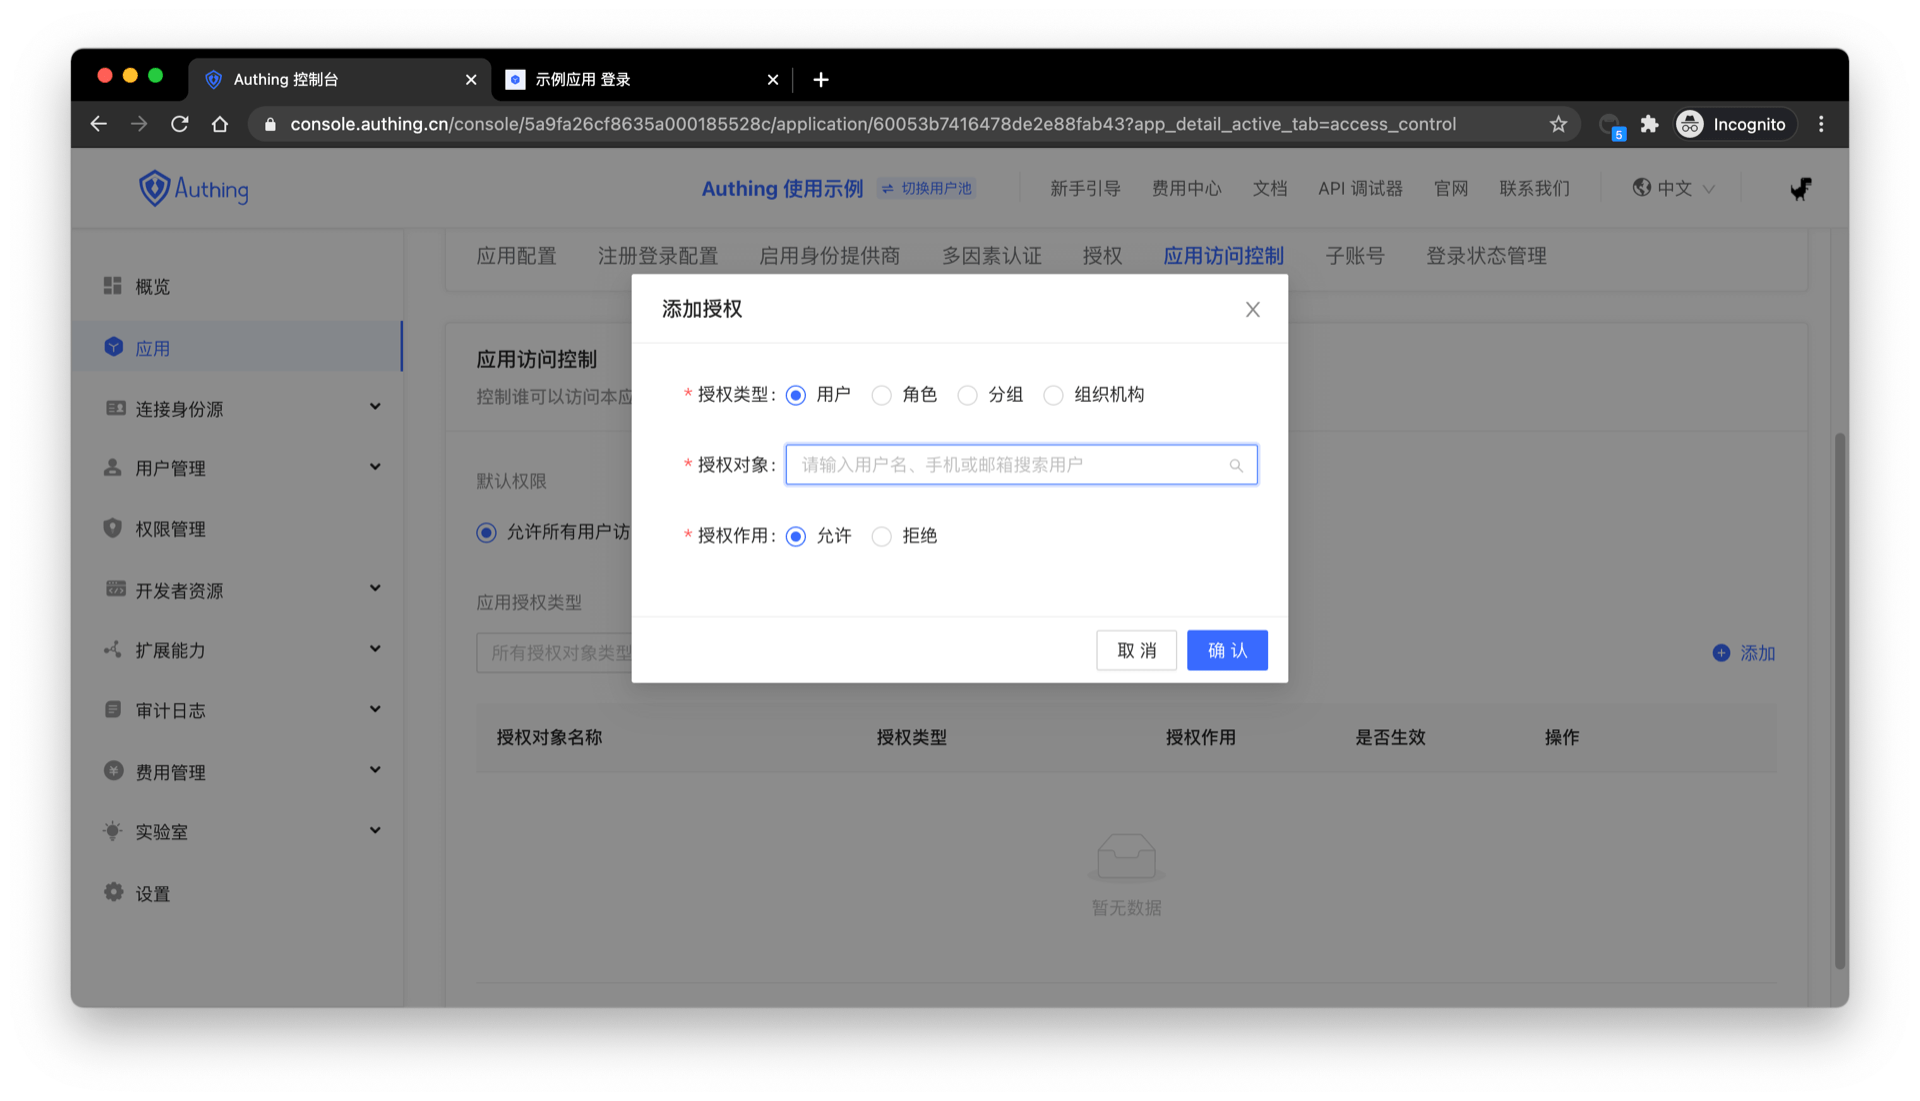 Authing 控制台
示例应用 登录
console.authing.cn/console/5a9fa26cf8635a000185528c/application/60053b7416478de2e88fab43?app_detail_active_tab=access_control
5
Incognito
Authing
Authing 使用示例
切换用户池
新手引导
费用中心
文档
API 调试器
官网
联系我们
中文
概览
应用
连接身份源
用户管理
权限管理
开发者资源
扩展能力
审计日志
费用管理
实验室
设置
应用配置
注册登录配置
启用身份提供商
多因素认证
授权
应用访问控制
子账号
登录状态管理
应用访问控制
控制谁可以访问本应
默认权限
允许所有用户访
应用授权类型
所有授权对象类型
添加
添加授权
* 授权类型:
用户
角色
分组
组织机构
* 授权对象:
请输入用户名、手机或邮箱搜索用户
* 授权作用:
允许
拒绝
取 消
确 认
授权对象名称
授权类型
授权作用
是否生效
操作
暂无数据